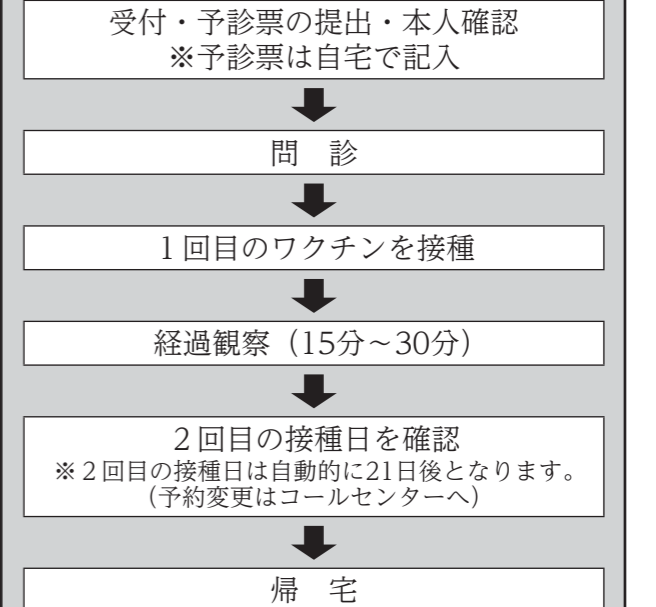 受付・予診票の提出・本人確認
※予診票は自宅で記入
問　診
１回目のワクチンを接種
経過観察（15分～30分）
２回目の接種日を確認
※２回目の接種日は自動的に21日後となります。
（予約変更はコールセンターへ）
帰　宅